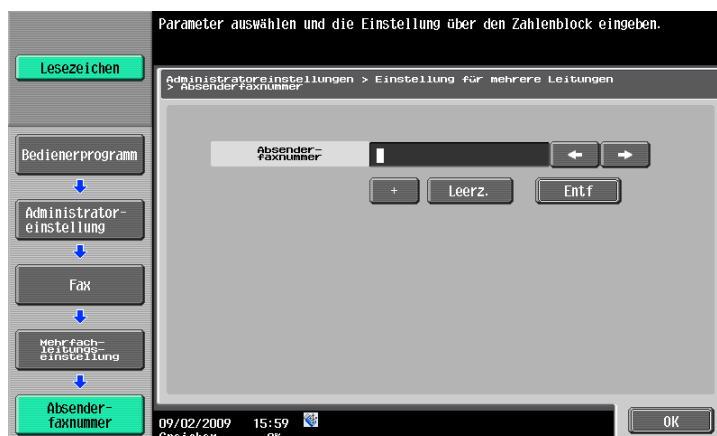 Parameter auswählen und die Einstellung über den Zahlenblock eingeben.
Lesezeichen
Administratoreinstellungen > Einstellung für mehrere Leitungen
> Absenderfaxnummer
Bedienerprogramm
Administrator-
einstellung
Fax
Mehrfach-
leitungs-
einstellung
Absender-
faxnummer
Absender-
faxnummer
← →
+ Leerz. Entf
09/02/2009 15:59
OK